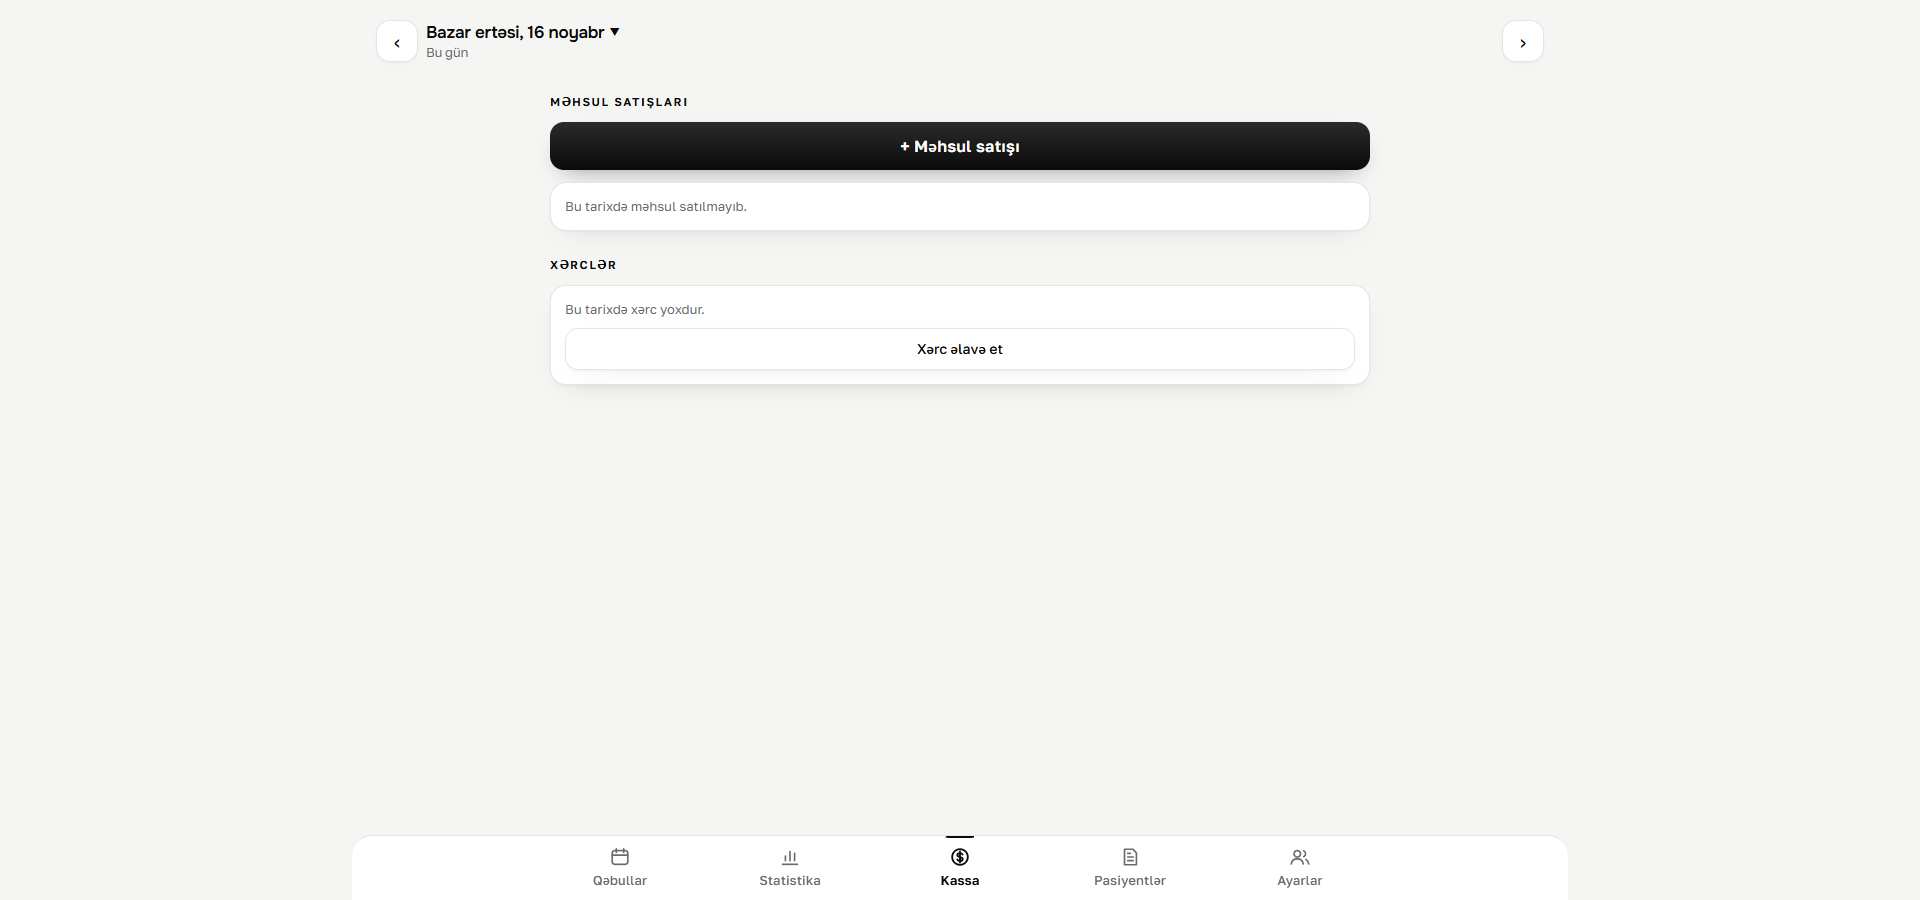 Bazar ertəsi, 16 noyabr ▼
Bu gün
MƏHSUL SATIŞLARI
+ Məhsul satışı
Bu tarixdə məhsul satılmayıb.
XƏRCLƏR
Bu tarixdə xərc yoxdur.
Xərc əlavə et
Qəbullar
Statistika
Kassa
Pasiyentlər
Ayarlar